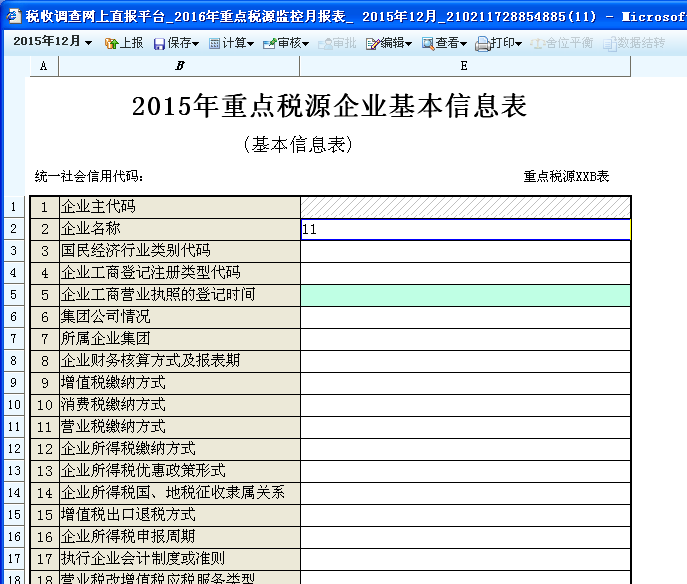 税收调查网上直报平台_2016年重点税源监控月报表_ 2015年12月_210211728854885(11) - Microsof
2015年12月 上报 保存 计算 审核 审批 编辑 查看 打印 舍位平衡 数据结转
A B E
2015年重点税源企业基本信息表
(基本信息表)
统一社会信用代码: 重点税源XXB表
1 1 企业主代码
2 2 企业名称 11
3 3 国民经济行业类别代码
4 4 企业工商登记注册类型代码
5 5 企业工商营业执照的登记时间
6 6 集团公司情况
7 7 所属企业集团
8 8 企业财务核算方式及报表期
9 9 增值税缴纳方式
10 10 消费税缴纳方式
11 11 营业税缴纳方式
12 12 企业所得税缴纳方式
13 13 企业所得税优惠政策形式
14 14 企业所得税国、地税征收隶属关系
15 15 增值税出口退税方式
16 16 企业所得税申报周期
17 17 执行企业会计制度或准则
18 18 营业税改增值税应税服务类型